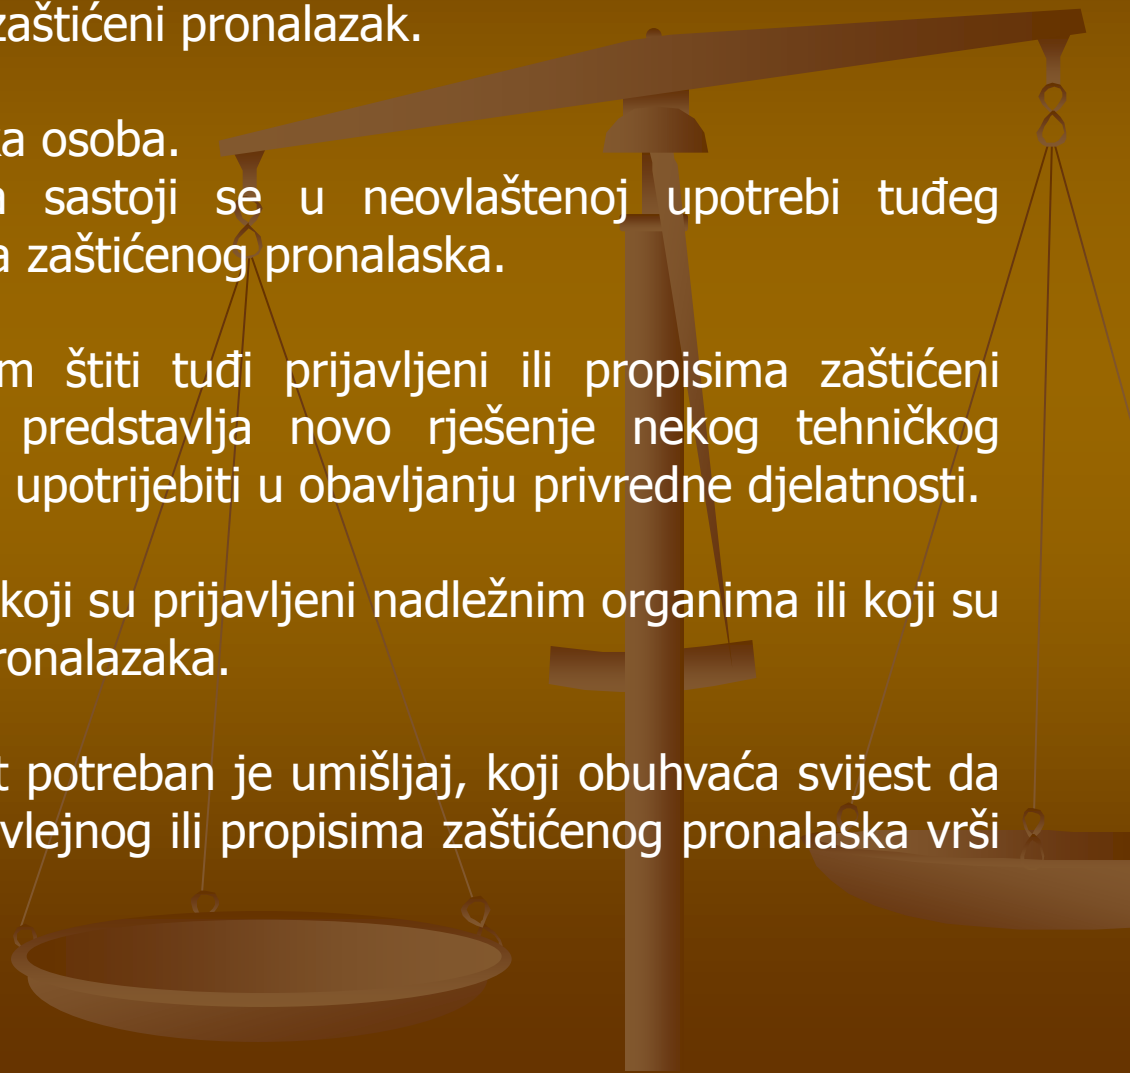 zaštićeni pronalazak.
osoba.
sastoji se u neovlaštenoj upotrebi tuđeg
zaštićenog pronalaska.
štiti tuđi prijavljeni ili propisima zaštićeni
predstavlja novo rješenje nekog tehničkog
upotrijebiti u obavljanju privredne djelatnosti.
koji su prijavljeni nadležnim organima ili koji su
ronalazaka.
potreban je umišljaj, koji obuhvaća svijest da
vlejnog ili propisima zaštićenog pronalaska vrši